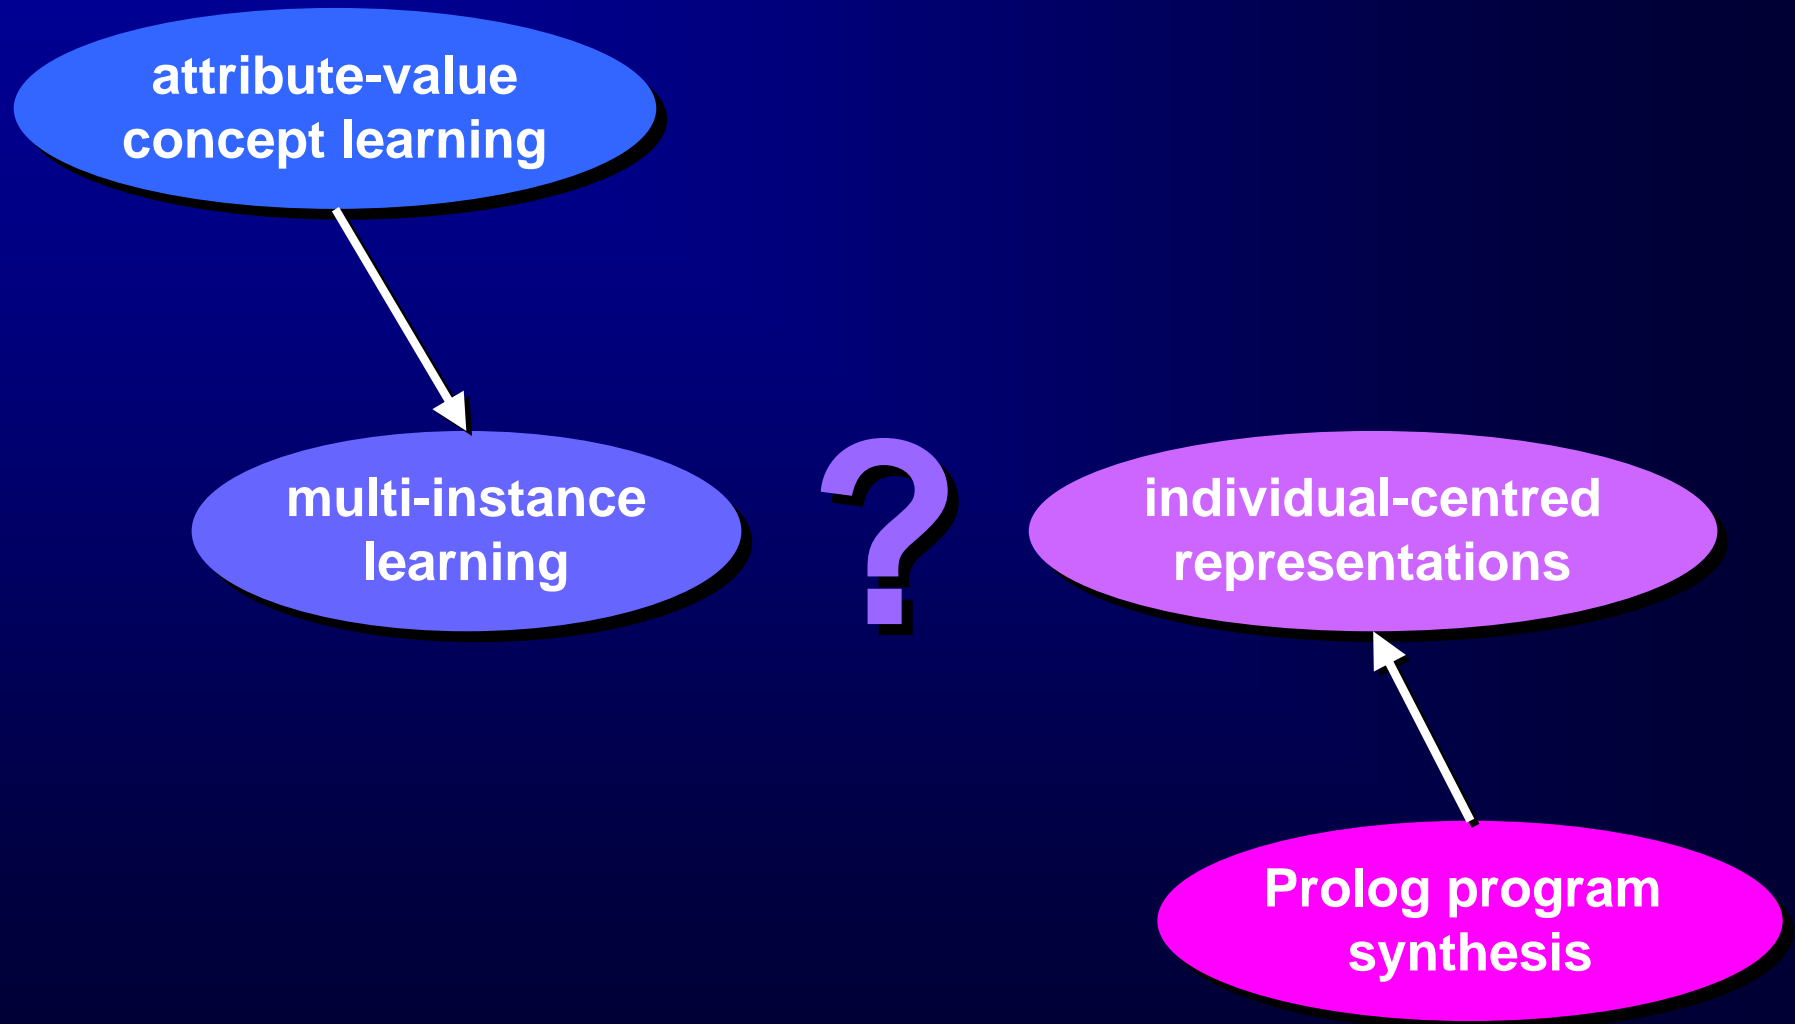 attribute-value
concept learning
multi-instance
learning
?
individual-centred
representations
Prolog program
synthesis